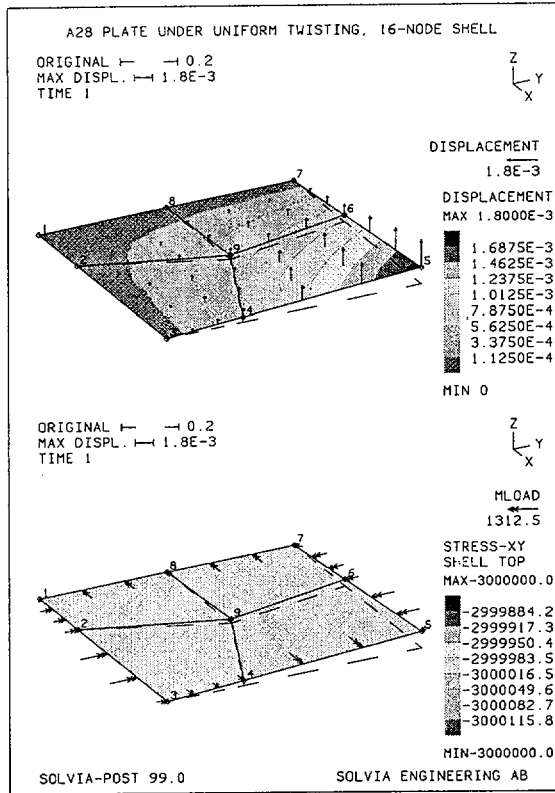 A28 PLATE UNDER UNIFORM TWISTING, 16-NODE SHELL
ORIGINAL 0.2
MAX DISPL. 1.8E-3
TIME 1
Z
Y
X
DISPLACEMENT
1.8E-3
DISPLACEMENT
MAX 1.8000E-3
1.6875E-3
1.4625E-3
1.2375E-3
1.0125E-3
7.8750E-4
5.6250E-4
3.3750E-4
1.1250E-4
MIN 0
7
8
6
1
9
2
5
4
3
ORIGINAL 0.2
MAX DISPL. 1.8E-3
TIME 1
Z
Y
X
MLOAD
1312.5
STRESS-XY
SHELL TOP
MAX-3000000.0
-2999884.2
-2999917.3
-2999950.4
-2999983.5
-3000016.5
-3000049.6
-3000082.7
-3000115.8
MIN-3000000.0
7
8
6
1
9
2
5
4
3
SOLVIA-POST 99.0 SOLVIA ENGINEERING AB